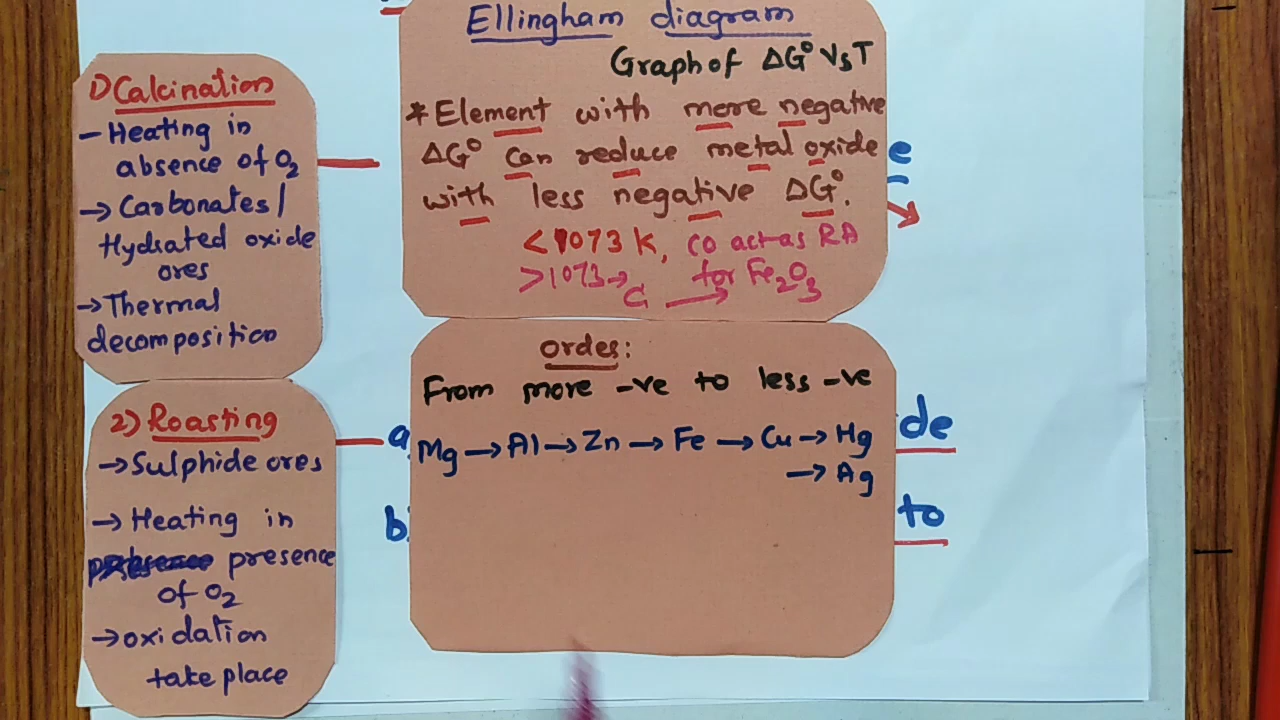 1) Calcination
– Heating in
absence of O₂
→ Carbonates/
Hydrated oxide
ores
→ Thermal
decomposition
2) Roasting
→ Sulphide ores
→ Heating in
presence
of O₂
→ oxidation
take place
Ellingham diagram
Graph of ΔG° Vs T
* Element with more negative
ΔG° can reduce metal oxide
with less negative ΔG°.
<1073 K, CO act as RA
>1073 → C → for Fe₂O₃
Order:
From more -ve to less -ve
Mg → Al → Zn → Fe → Cu → Hg
→ Ag
e
a
de
b
to